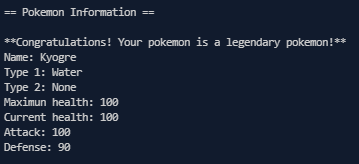 == Pokemon Information ==
**Congratulations! Your pokemon is a legendary pokemon!**
Name: Kyogre
Type 1: Water
Type 2: None
Maximun health: 100
Current health: 100
Attack: 100
Defense: 90